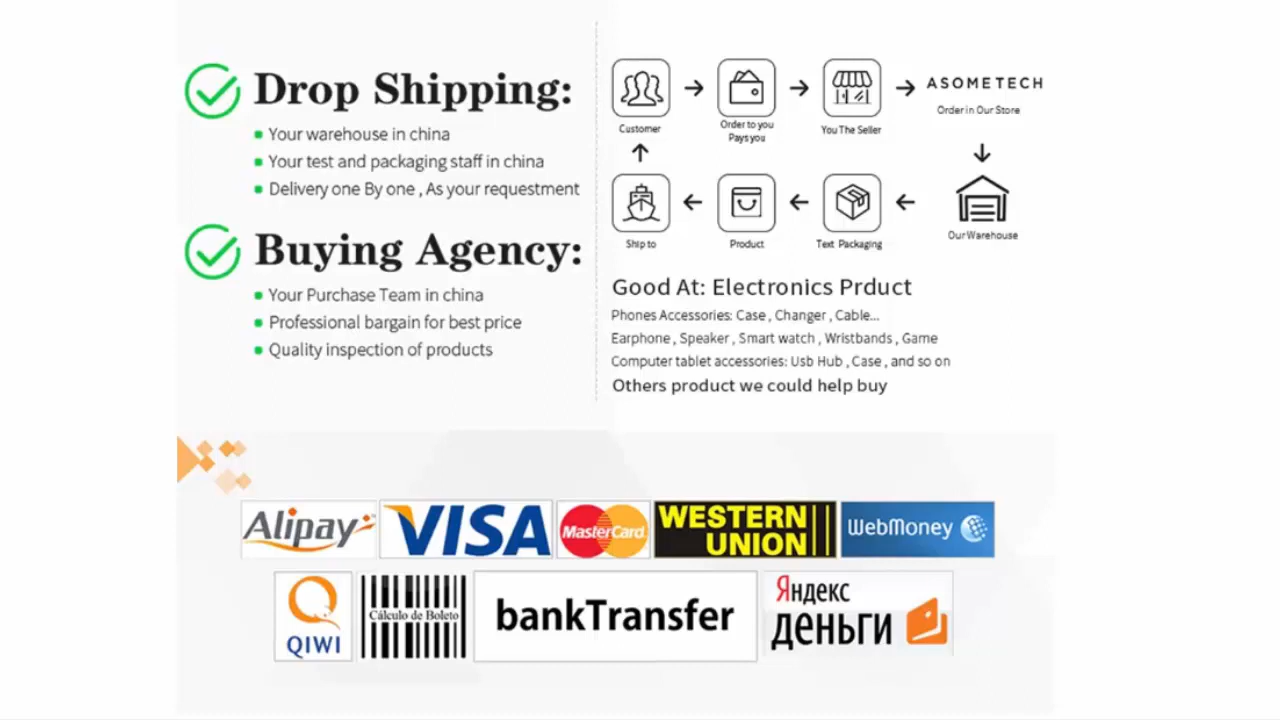 Drop Shipping:
Your warehouse in china
Your test and packaging staff in china
Delivery one By one , As your requestment
Buying Agency:
Your Purchase Team in china
Professional bargain for best price
Quality inspection of products
Customer
Order to you
Pays you
You The Seller
ASOMETECH
Order in Our Store
Ship to
Product
Text Packaging
Our Warehouse
Good At: Electronics Prduct
Phones Accessories: Case , Changer , Cable...
Earphone , Speaker , Smart watch , Wristbands , Game
Computer tablet accessories: Usb Hub , Case , and so on
Others product we could help buy
Alipay
VISA
MasterCard
WESTERN
UNION
WebMoney
QIWI
Cálculo de Boleto
bankTransfer
Яндекс
деньги